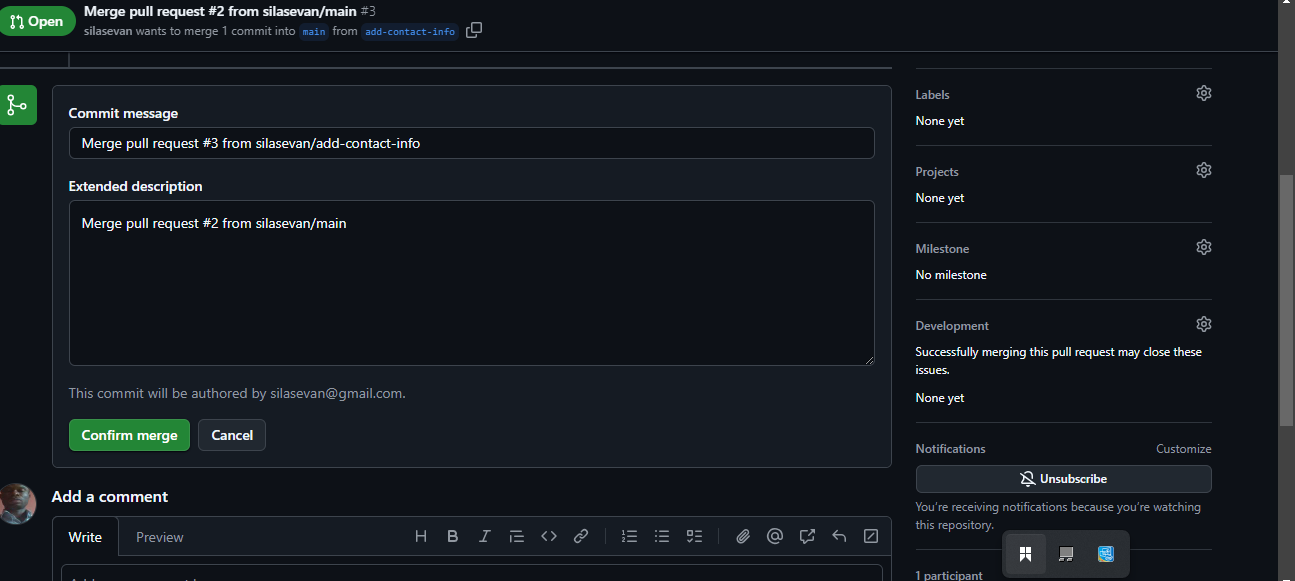 Open
Merge pull request #2 from silasevan/main #3
silasevan wants to merge 1 commit into main from add-contact-info
Commit message
Merge pull request #3 from silasevan/add-contact-info
Extended description
Merge pull request #2 from silasevan/main
This commit will be authored by silasevan@gmail.com.
Confirm merge
Cancel
Add a comment
Write
Preview
Labels
None yet
Projects
None yet
Milestone
No milestone
Development
Successfully merging this pull request may close these
issues.
None yet
Notifications
Customize
Unsubscribe
You're receiving notifications because you're watching
this repository.
1 participant